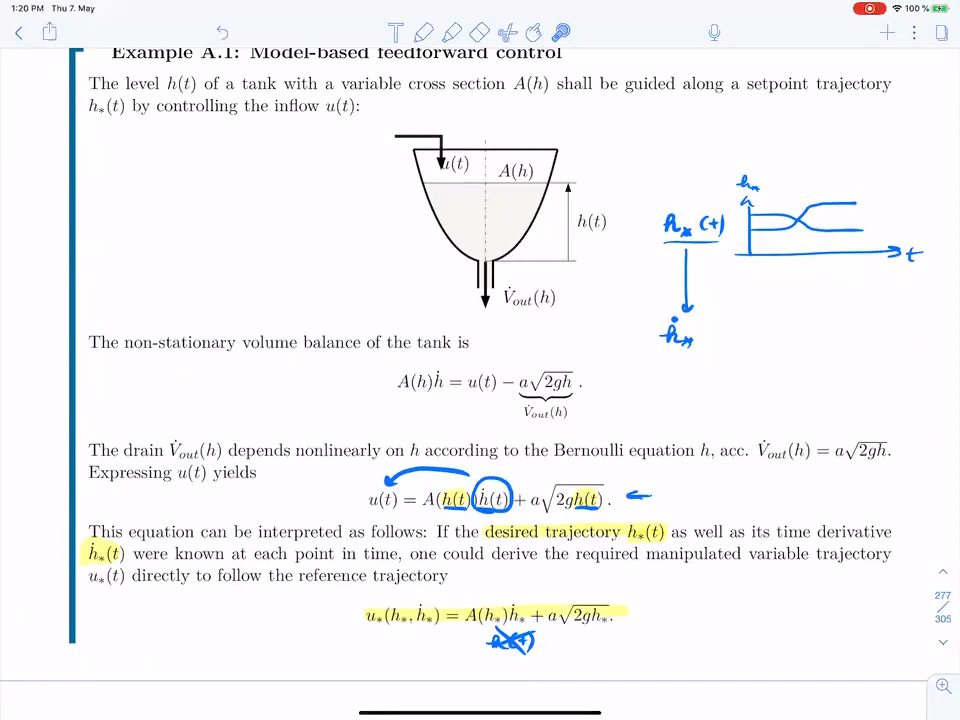 1:20 PM Thu 7. May
100 %
Example A.1: Model-based feedforward control
The level h(t) of a tank with a variable cross section A(h) shall be guided along a setpoint trajectory
h∗(t) by controlling the inflow u(t):
u(t)
A(h)
h(t)
V̇out(h)
h∗(t)
h∗
t
ḣ∗
The non-stationary volume balance of the tank is
A(h)ḣ = u(t) − a√2gh .
V̇out(h)
The drain V̇out(h) depends nonlinearly on h according to the Bernoulli equation h, acc. V̇out(h) = a√2gh.
Expressing u(t) yields
u(t) = A(h(t))ḣ(t) + a√2gh(t) .
This equation can be interpreted as follows: If the desired trajectory h∗(t) as well as its time derivative
ḣ∗(t) were known at each point in time, one could derive the required manipulated variable trajectory
u∗(t) directly to follow the reference trajectory
u∗(h∗, ḣ∗) = A(h∗)ḣ∗ + a√2gh∗.
277
305